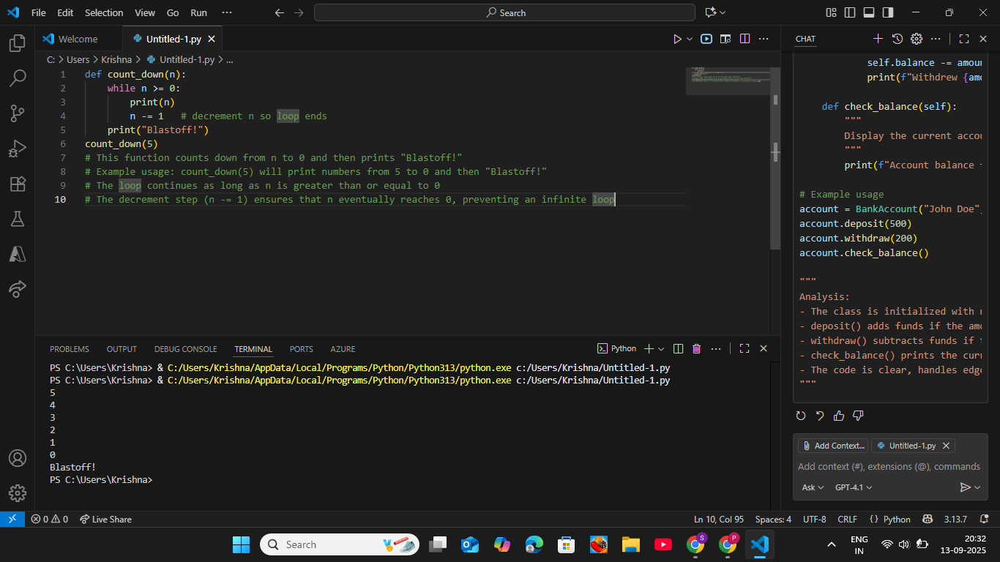 File Edit Selection View Go Run ··· Search
Welcome Untitled-1.py
C: > Users > Krishna > Untitled-1.py > ...
1 def count_down(n):
2 while n >= 0:
3 print(n)
4 n -= 1 # decrement n so loop ends
5 print("Blastoff!")
6 count_down(5)
7 # This function counts down from n to 0 and then prints "Blastoff!"
8 # Example usage: count_down(5) will print numbers from 5 to 0 and then "Blastoff!"
9 # The loop continues as long as n is greater than or equal to 0
10 # The decrement step (n -= 1) ensures that n eventually reaches 0, preventing an infinite loop
PROBLEMS OUTPUT DEBUG CONSOLE TERMINAL PORTS AZURE Python
PS C:\Users\Krishna> & C:/Users/Krishna/AppData/Local/Programs/Python/Python313/python.exe c:/Users/Krishna/Untitled-1.py
PS C:\Users\Krishna> & C:/Users/Krishna/AppData/Local/Programs/Python/Python313/python.exe c:/Users/Krishna/Untitled-1.py
5
4
3
2
1
0
Blastoff!
PS C:\Users\Krishna>
CHAT
self.balance -= amou
print(f"Withdrew {amo
def check_balance(self):
"""
Display the current accou
"""
print(f"Account balance
# Example usage
account = BankAccount("John Doe"
account.deposit(500)
account.withdraw(200)
account.check_balance()
"""
Analysis:
- The class is initialized with
- deposit() adds funds if the amo
- withdraw() subtracts funds if
- check_balance() prints the curr
- The code is clear, handles edge
"""
Add Context... Untitled-1.py
Add context (#), extensions (@), commands
Ask GPT-4.1
0 0 Live Share Ln 10, Col 95 Spaces: 4 UTF-8 CRLF {} Python 3.13.7
Search
S
P
ENG
IN
20:32
13-09-2025